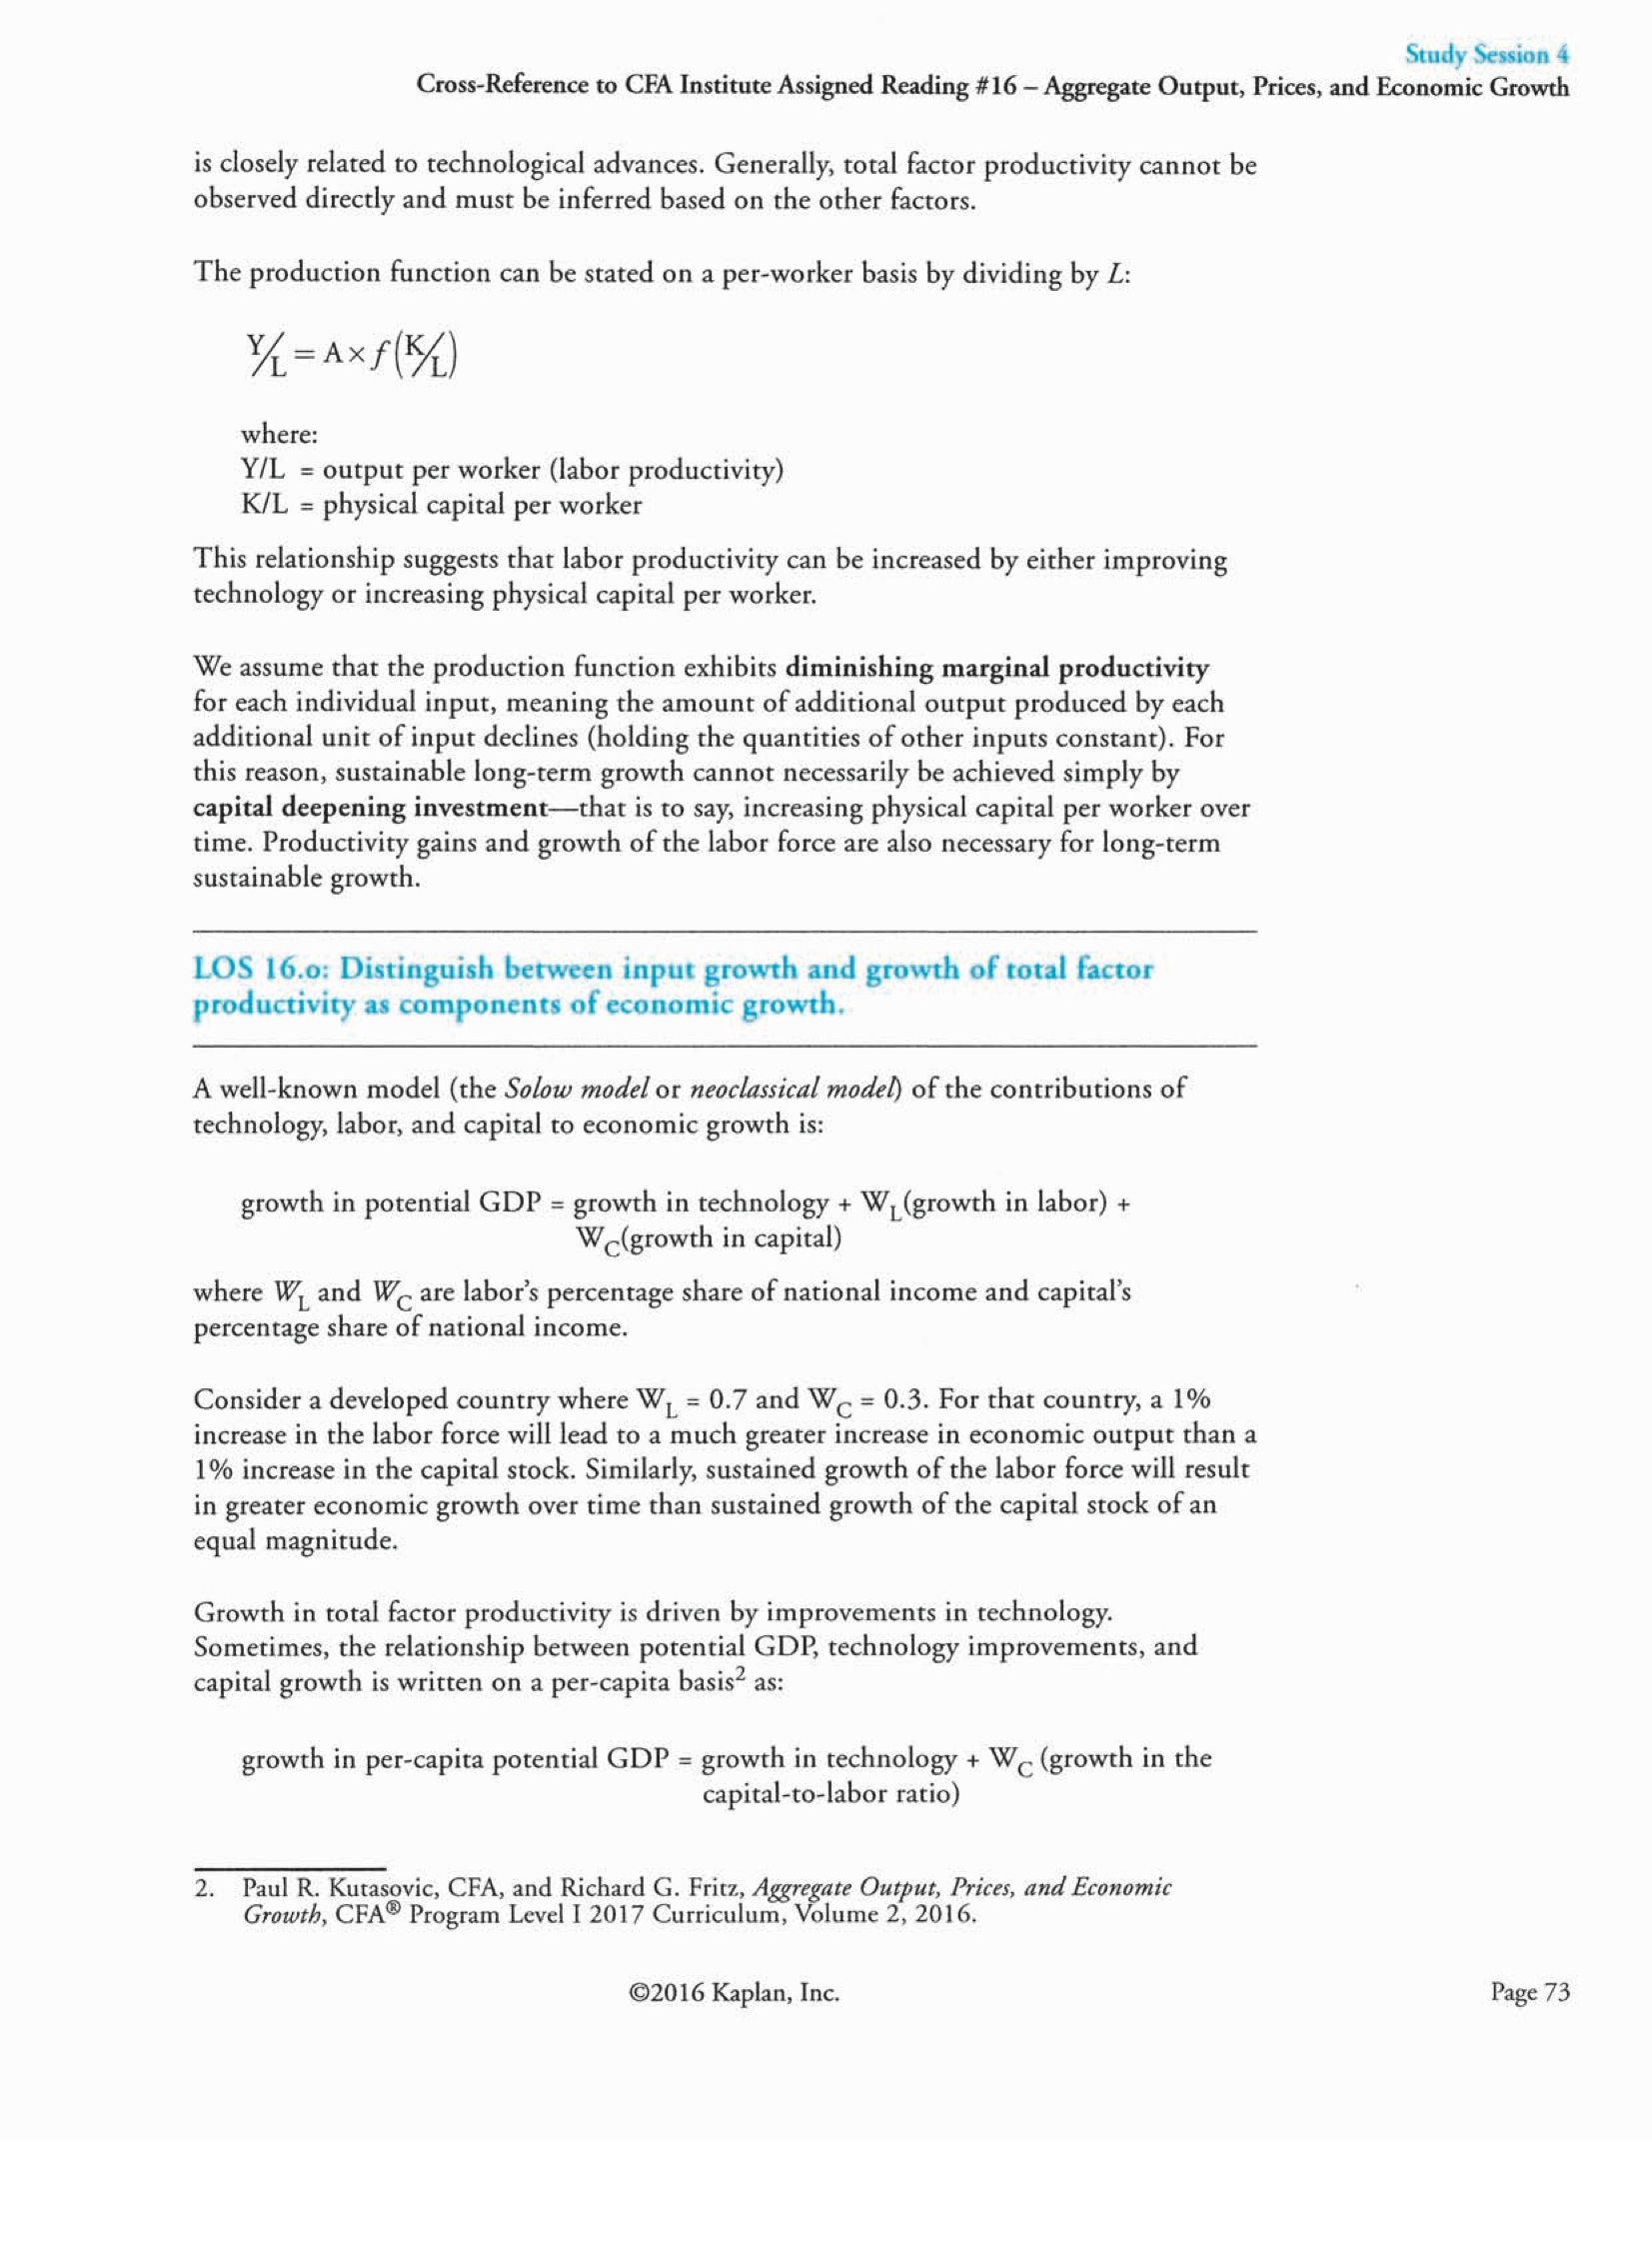 Study Session 4
Cross-Reference to CFA Institute Assigned Reading #16 – Aggregate Output, Prices, and Economic Growth
is closely related to technological advances. Generally, total factor productivity cannot be
observed directly and must be inferred based on the other factors.
The production function can be stated on a per-worker basis by dividing by L:
Y/L = A × f(K/L)
where:
Y/L = output per worker (labor productivity)
K/L = physical capital per worker
This relationship suggests that labor productivity can be increased by either improving
technology or increasing physical capital per worker.
We assume that the production function exhibits diminishing marginal productivity
for each individual input, meaning the amount of additional output produced by each
additional unit of input declines (holding the quantities of other inputs constant). For
this reason, sustainable long-term growth cannot necessarily be achieved simply by
capital deepening investment—that is to say, increasing physical capital per worker over
time. Productivity gains and growth of the labor force are also necessary for long-term
sustainable growth.
LOS 16.o: Distinguish between input growth and growth of total factor
productivity as components of economic growth.
A well-known model (the Solow model or neoclassical model) of the contributions of
technology, labor, and capital to economic growth is:
growth in potential GDP = growth in technology + W_L(growth in labor) +
W_C(growth in capital)
where W_L and W_C are labor's percentage share of national income and capital's
percentage share of national income.
Consider a developed country where W_L = 0.7 and W_C = 0.3. For that country, a 1%
increase in the labor force will lead to a much greater increase in economic output than a
1% increase in the capital stock. Similarly, sustained growth of the labor force will result
in greater economic growth over time than sustained growth of the capital stock of an
equal magnitude.
Growth in total factor productivity is driven by improvements in technology.
Sometimes, the relationship between potential GDP, technology improvements, and
capital growth is written on a per-capita basis² as:
growth in per-capita potential GDP = growth in technology + W_C (growth in the
capital-to-labor ratio)
2. Paul R. Kutasovic, CFA, and Richard G. Fritz, Aggregate Output, Prices, and Economic
Growth, CFA® Program Level I 2017 Curriculum, Volume 2, 2016.
©2016 Kaplan, Inc.
Page 73